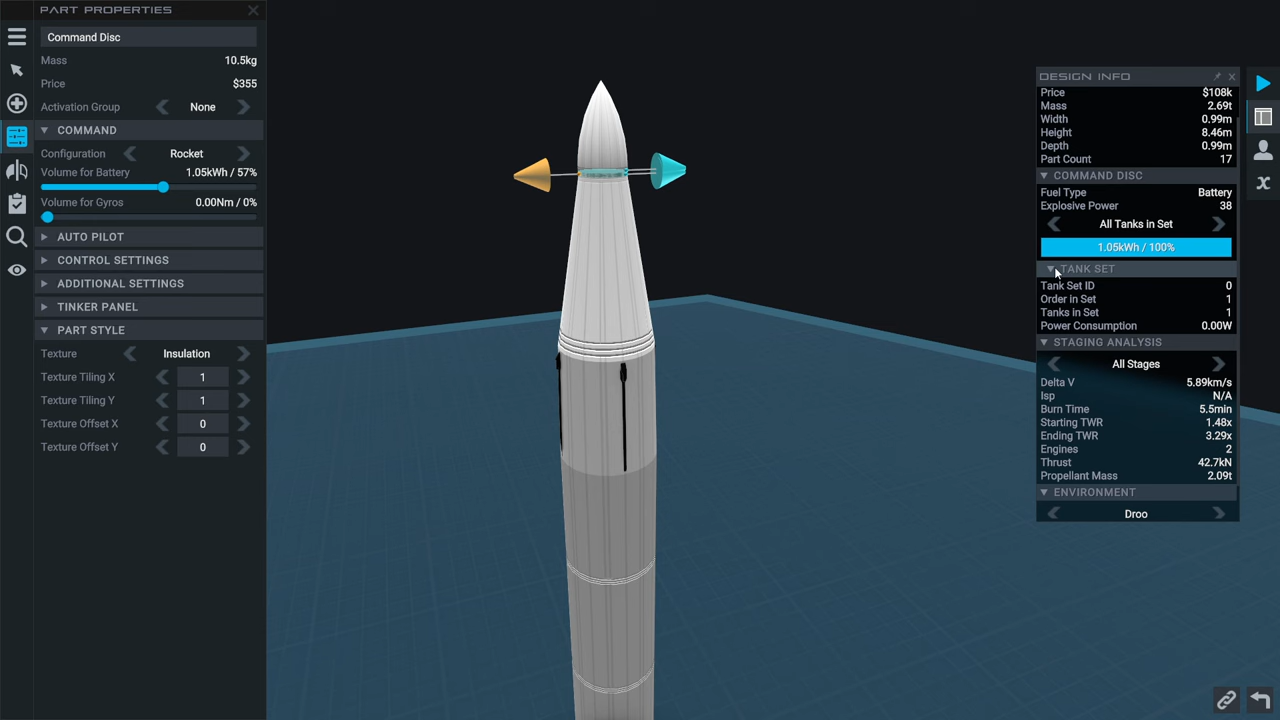 PART PROPERTIES
Command Disc
Mass 10.5kg
Price $355
Activation Group None
COMMAND
Configuration Rocket
Volume for Battery 1.05kWh / 57%
Volume for Gyros 0.00Nm / 0%
AUTO PILOT
CONTROL SETTINGS
ADDITIONAL SETTINGS
TINKER PANEL
PART STYLE
Texture Insulation
Texture Tiling X 1
Texture Tiling Y 1
Texture Offset X 0
Texture Offset Y 0
DESIGN INFO
Price $108k
Mass 2.69t
Width 0.99m
Height 8.46m
Depth 0.99m
Part Count 17
COMMAND DISC
Fuel Type Battery
Explosive Power 38
All Tanks in Set
1.05kWh / 100%
TANK SET
Tank Set ID 0
Order in Set 1
Tanks in Set 1
Power Consumption 0.00W
STAGING ANALYSIS
All Stages
Delta V 5.89km/s
Isp N/A
Burn Time 5.5min
Starting TWR 1.48x
Ending TWR 3.29x
Engines 2
Thrust 42.7kN
Propellant Mass 2.09t
ENVIRONMENT
Droo